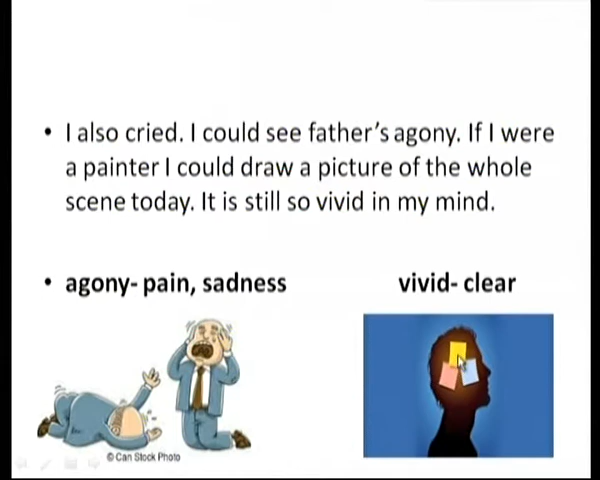 • I also cried. I could see father's agony. If I were
a painter I could draw a picture of the whole
scene today. It is still so vivid in my mind.
• agony- pain, sadness vivid- clear
© Can Stock Photo